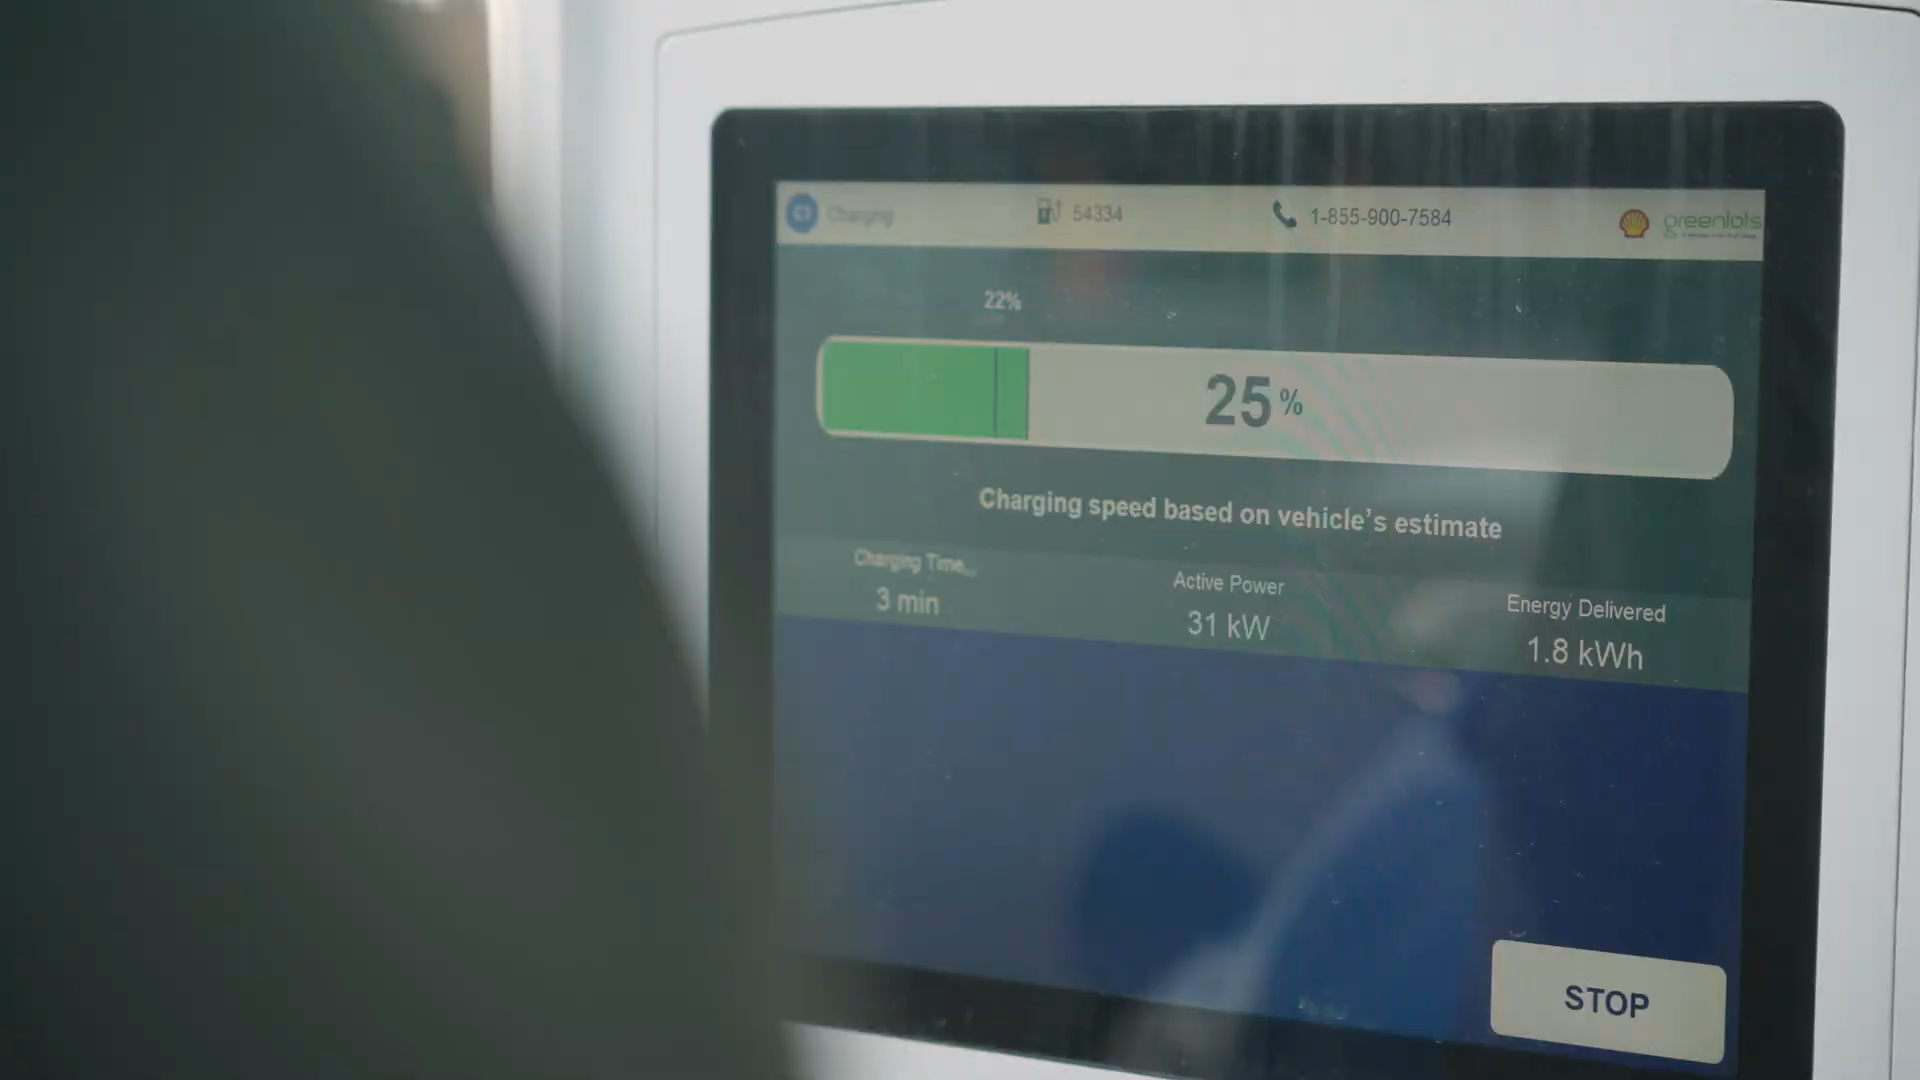 Charging
54334
1-855-900-7584
greenlots
22%
25%
Charging speed based on vehicle's estimate
Charging Time...
3 min
Active Power
31 kW
Energy Delivered
1.8 kWh
STOP